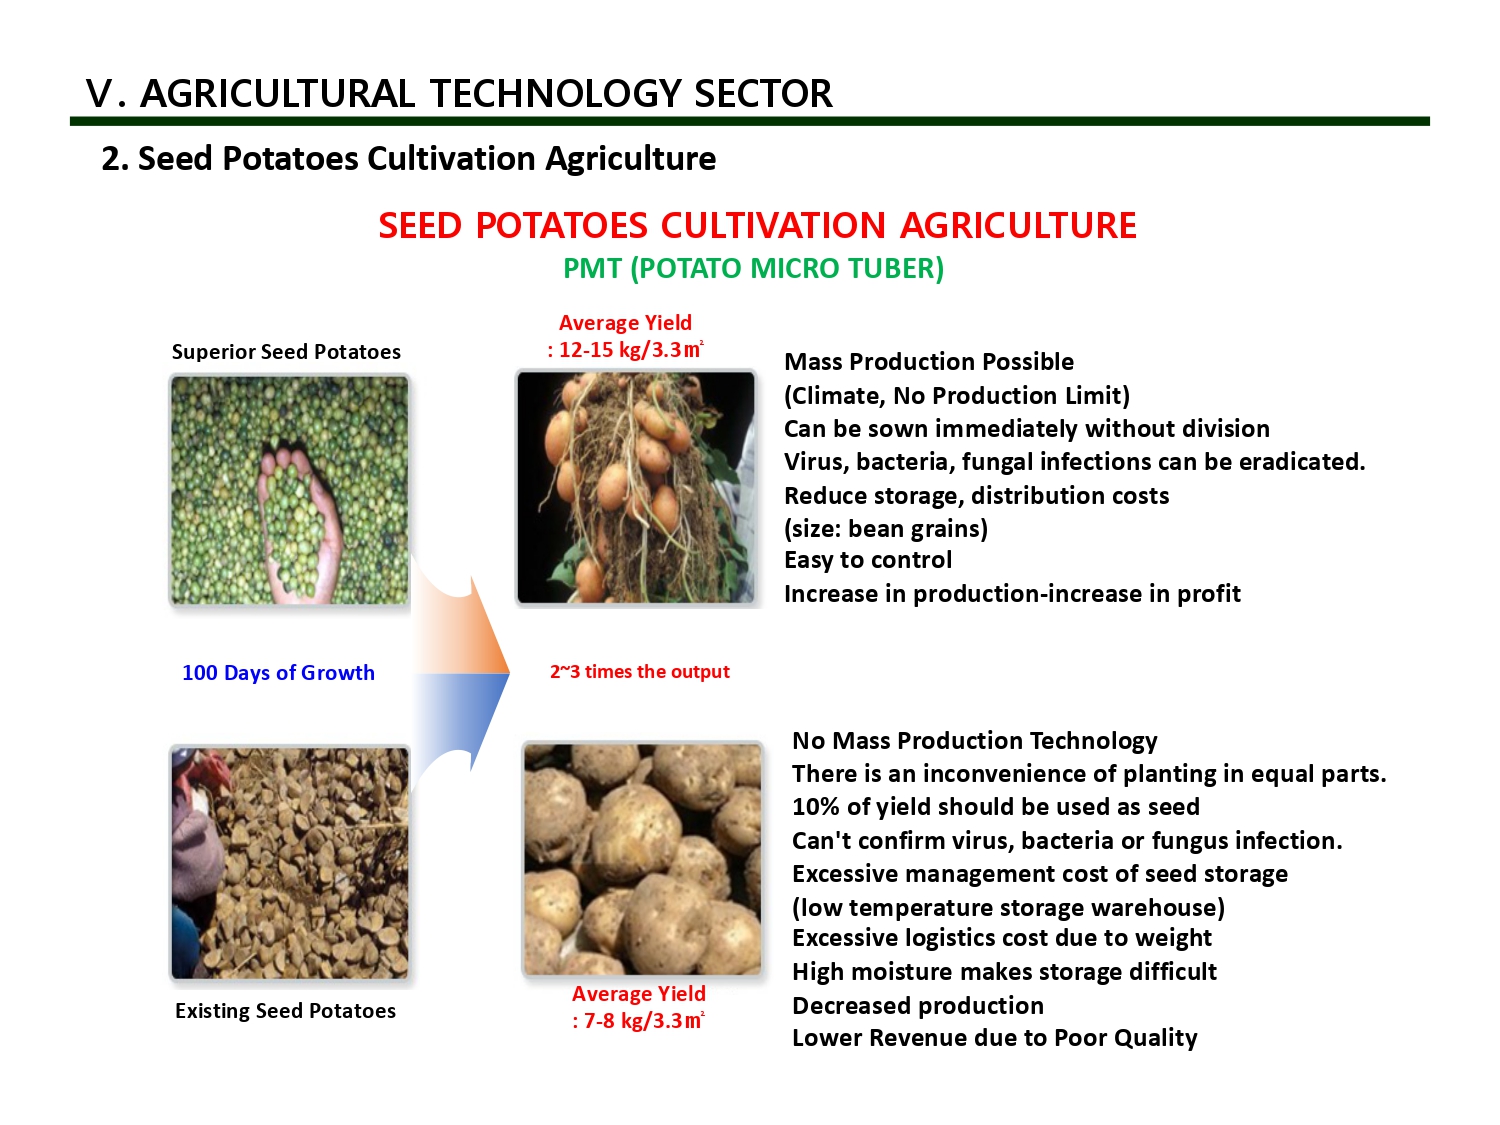 V. AGRICULTURAL TECHNOLOGY SECTOR
2. Seed Potatoes Cultivation Agriculture
SEED POTATOES CULTIVATION AGRICULTURE
PMT (POTATO MICRO TUBER)
Superior Seed Potatoes
Average Yield
: 12-15 kg/3.3㎡
Mass Production Possible
(Climate, No Production Limit)
Can be sown immediately without division
Virus, bacteria, fungal infections can be eradicated.
Reduce storage, distribution costs
(size: bean grains)
Easy to control
Increase in production-increase in profit
100 Days of Growth
2~3 times the output
No Mass Production Technology
There is an inconvenience of planting in equal parts.
10% of yield should be used as seed
Can't confirm virus, bacteria or fungus infection.
Excessive management cost of seed storage
(low temperature storage warehouse)
Excessive logistics cost due to weight
High moisture makes storage difficult
Decreased production
Lower Revenue due to Poor Quality
Existing Seed Potatoes
Average Yield
: 7-8 kg/3.3㎡